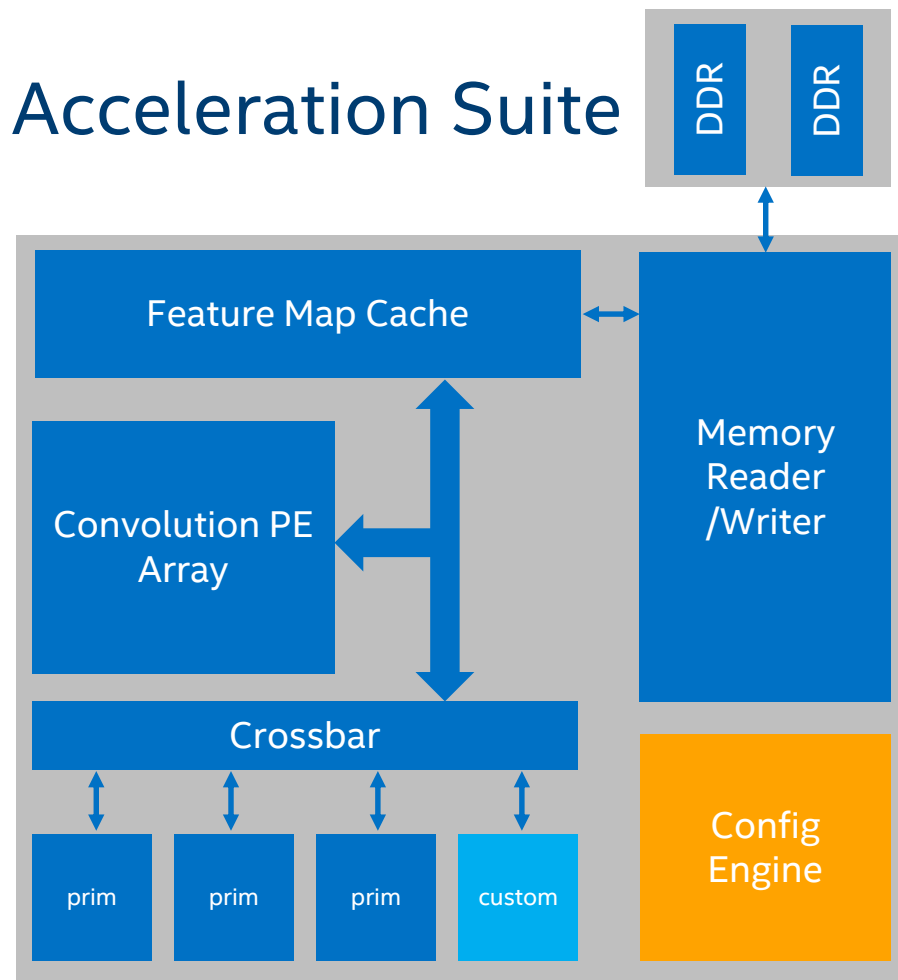 Acceleration Suite
DDR
DDR
Feature Map Cache
Memory
Reader
/Writer
Convolution PE
Array
Crossbar
prim
prim
prim
custom
Config
Engine